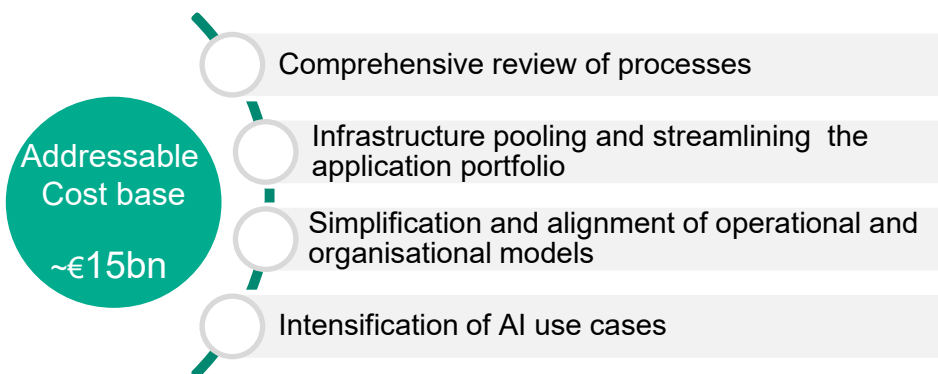 Comprehensive review of processes
Addressable
Cost base
~€15bn
Infrastructure pooling and streamlining the
application portfolio
Simplification and alignment of operational and
organisational models
Intensification of AI use cases